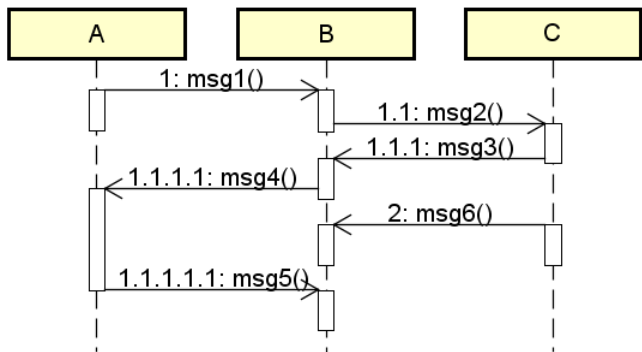 A
B
C
1: msg1()
1.1: msg2()
1.1.1: msg3()
1.1.1.1: msg4()
2: msg6()
1.1.1.1.1: msg5()